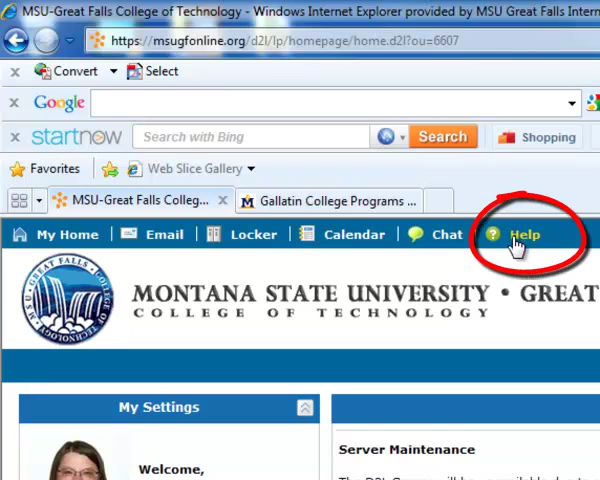 MSU-Great Falls College of Technology - Windows Internet Explorer provided by MSU Great Falls Intern
https://msugfonline.org/d2l/lp/homepage/home.d2l?ou=6607
x Convert Select
x Google
x startnow Search with Bing Search Shopping
Favorites Web Slice Gallery
MSU-Great Falls Colleg... x Gallatin College Programs ...
My Home Email Locker Calendar Chat Help
MONTANA STATE UNIVERSITY • GREAT
COLLEGE OF TECHNOLOGY
My Settings
Welcome,
Server Maintenance